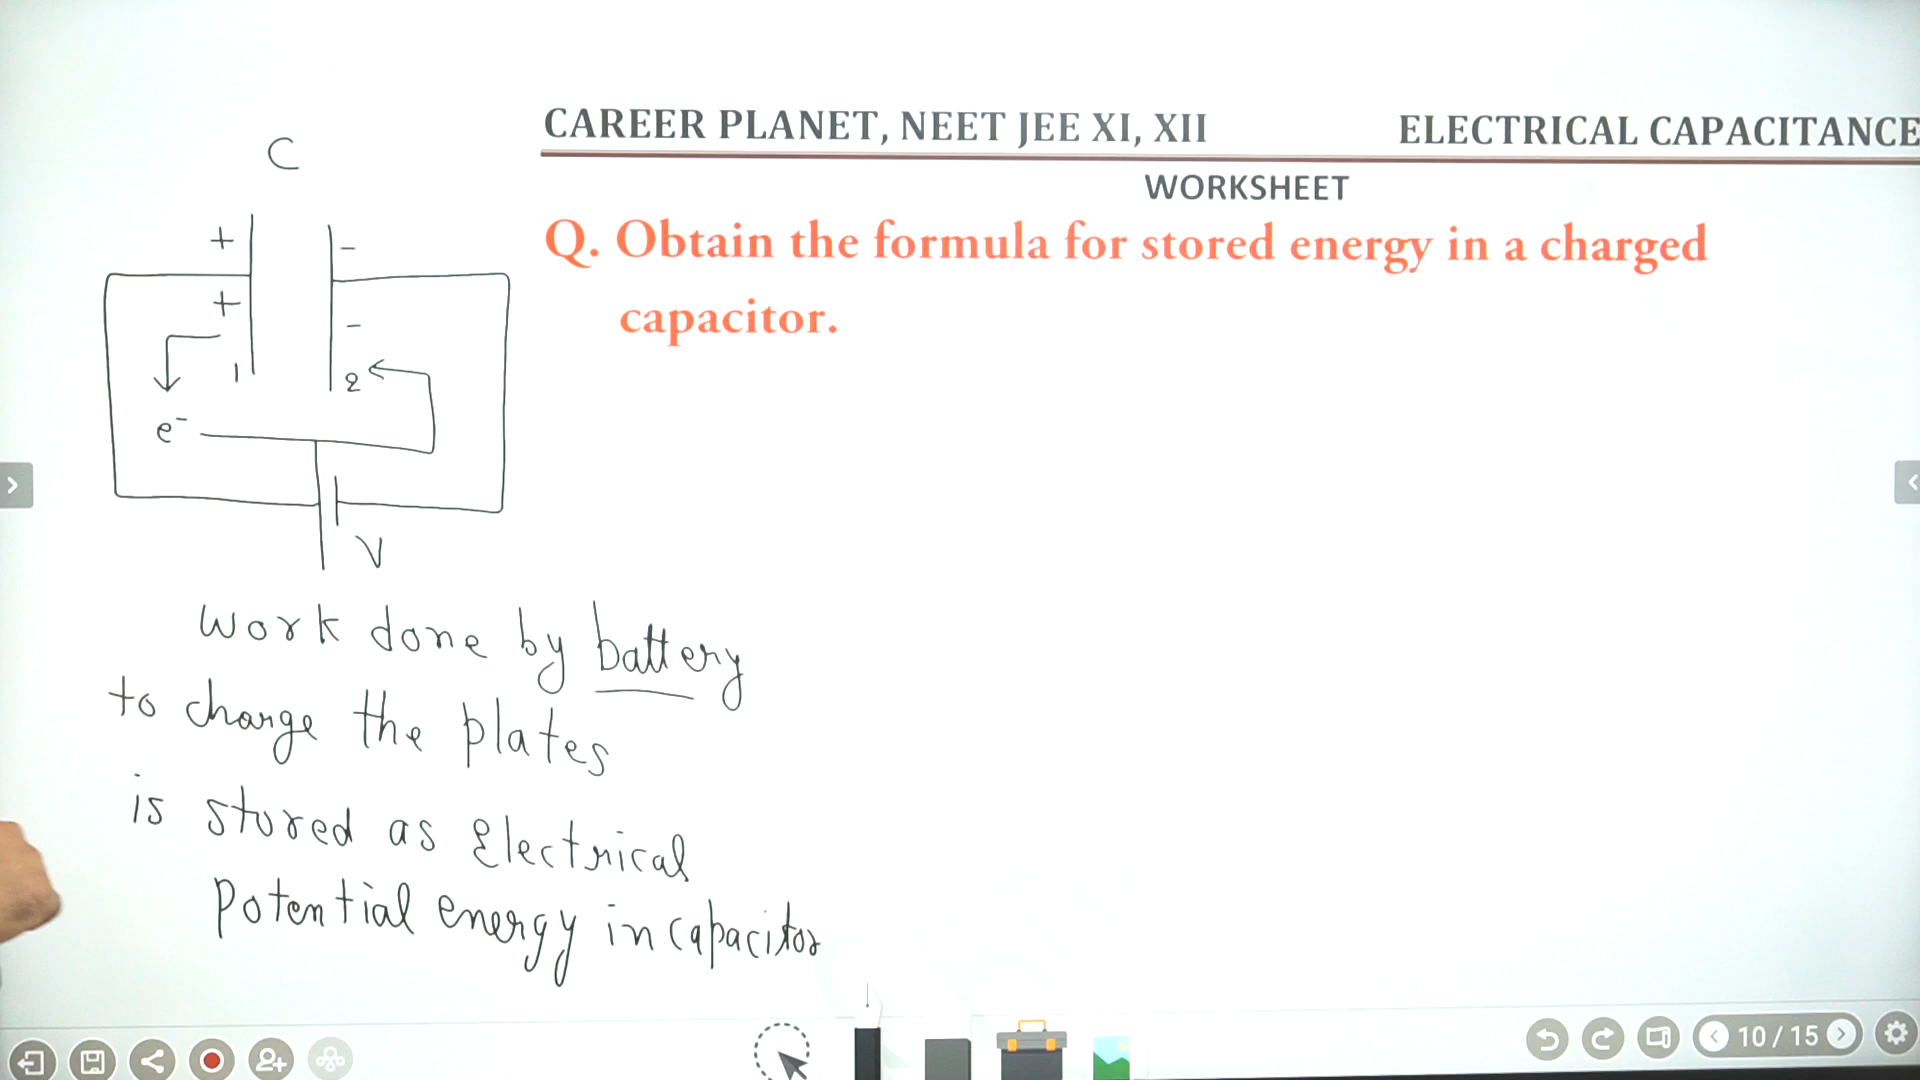 CAREER PLANET, NEET JEE XI, XII ELECTRICAL CAPACITANCE
WORKSHEET
Q. Obtain the formula for stored energy in a charged
capacitor.
C
+ -
+ -
1 2
e-
V
work done by battery
to charge the plates
is stored as Electrical
Potential energy in capacitor
10 / 15